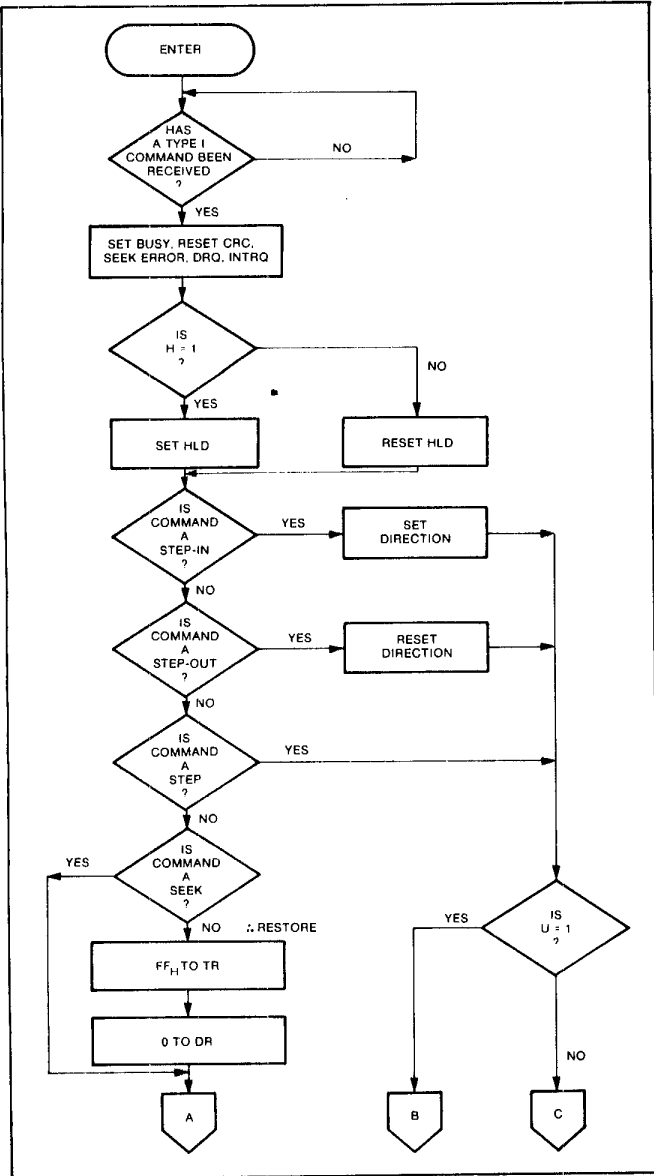 ENTER
HAS
A TYPE I
COMMAND BEEN
RECEIVED
?
NO
YES
SET BUSY, RESET CRC,
SEEK ERROR, DRQ, INTRQ
IS
H = 1
?
NO
YES
SET HLD
RESET HLD
IS
COMMAND
A
STEP-IN
?
YES
SET
DIRECTION
NO
IS
COMMAND
A
STEP-OUT
?
YES
RESET
DIRECTION
NO
IS
COMMAND
A
STEP
?
YES
NO
IS
COMMAND
A
SEEK
?
YES
NO ∴ RESTORE
FFH TO TR
0 TO DR
IS
U = 1
?
YES
NO
A
B
C